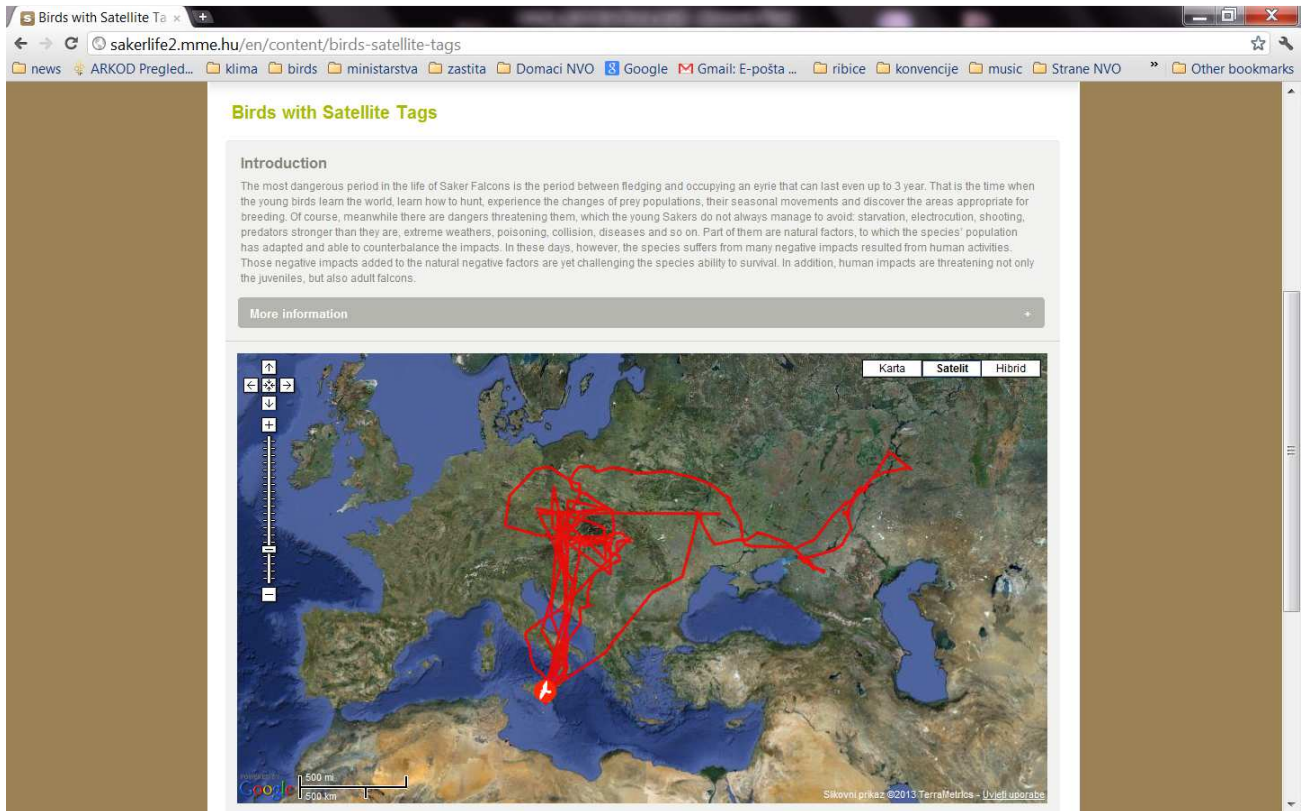 Birds with Satellite Ta
sakerlife2.mme.hu/en/content/birds-satellite-tags
news ARKOD Pregled... klima birds ministarstva zastita Domaci NVO Google Gmail: E-pošta ... ribice konvencije music Strane NVO » Other bookmarks
Birds with Satellite Tags
Introduction
The most dangerous period in the life of Saker Falcons is the period between fledging and occupying an eyrie that can last even up to 3 year. That is the time when
the young birds learn the world, learn how to hunt, experience the changes of prey populations, their seasonal movements and discover the areas appropriate for
breeding. Of course, meanwhile there are dangers threatening them, which the young Sakers do not always manage to avoid: starvation, electrocution, shooting,
predators stronger than they are, extreme weathers, poisoning, collision, diseases and so on. Part of them are natural factors, to which the species' population
has adapted and able to counterbalance the impacts. In these days, however, the species suffers from many negative impacts resulted from human activities.
Those negative impacts added to the natural negative factors are yet challenging the species ability to survival. In addition, human impacts are threatening not only
the juveniles, but also adult falcons.
More information +
Karta Satelit Hibrid
500 mi
500 km
POWERED BY
Google
Slikovni prikaz ©2013 TerraMetrics - Uvjeti uporabe